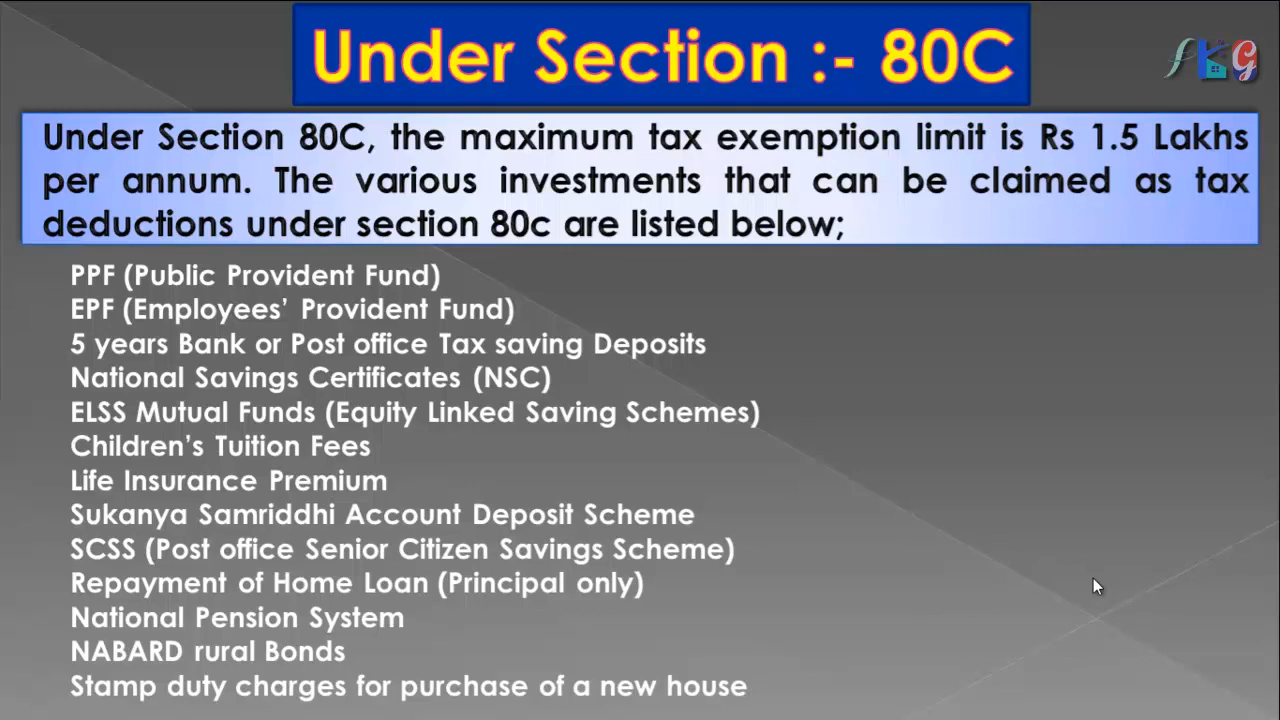 Under Section :- 80C
Under Section 80C, the maximum tax exemption limit is Rs 1.5 Lakhs
per annum. The various investments that can be claimed as tax
deductions under section 80c are listed below;
PPF (Public Provident Fund)
EPF (Employees’ Provident Fund)
5 years Bank or Post office Tax saving Deposits
National Savings Certificates (NSC)
ELSS Mutual Funds (Equity Linked Saving Schemes)
Children’s Tuition Fees
Life Insurance Premium
Sukanya Samriddhi Account Deposit Scheme
SCSS (Post office Senior Citizen Savings Scheme)
Repayment of Home Loan (Principal only)
National Pension System
NABARD rural Bonds
Stamp duty charges for purchase of a new house